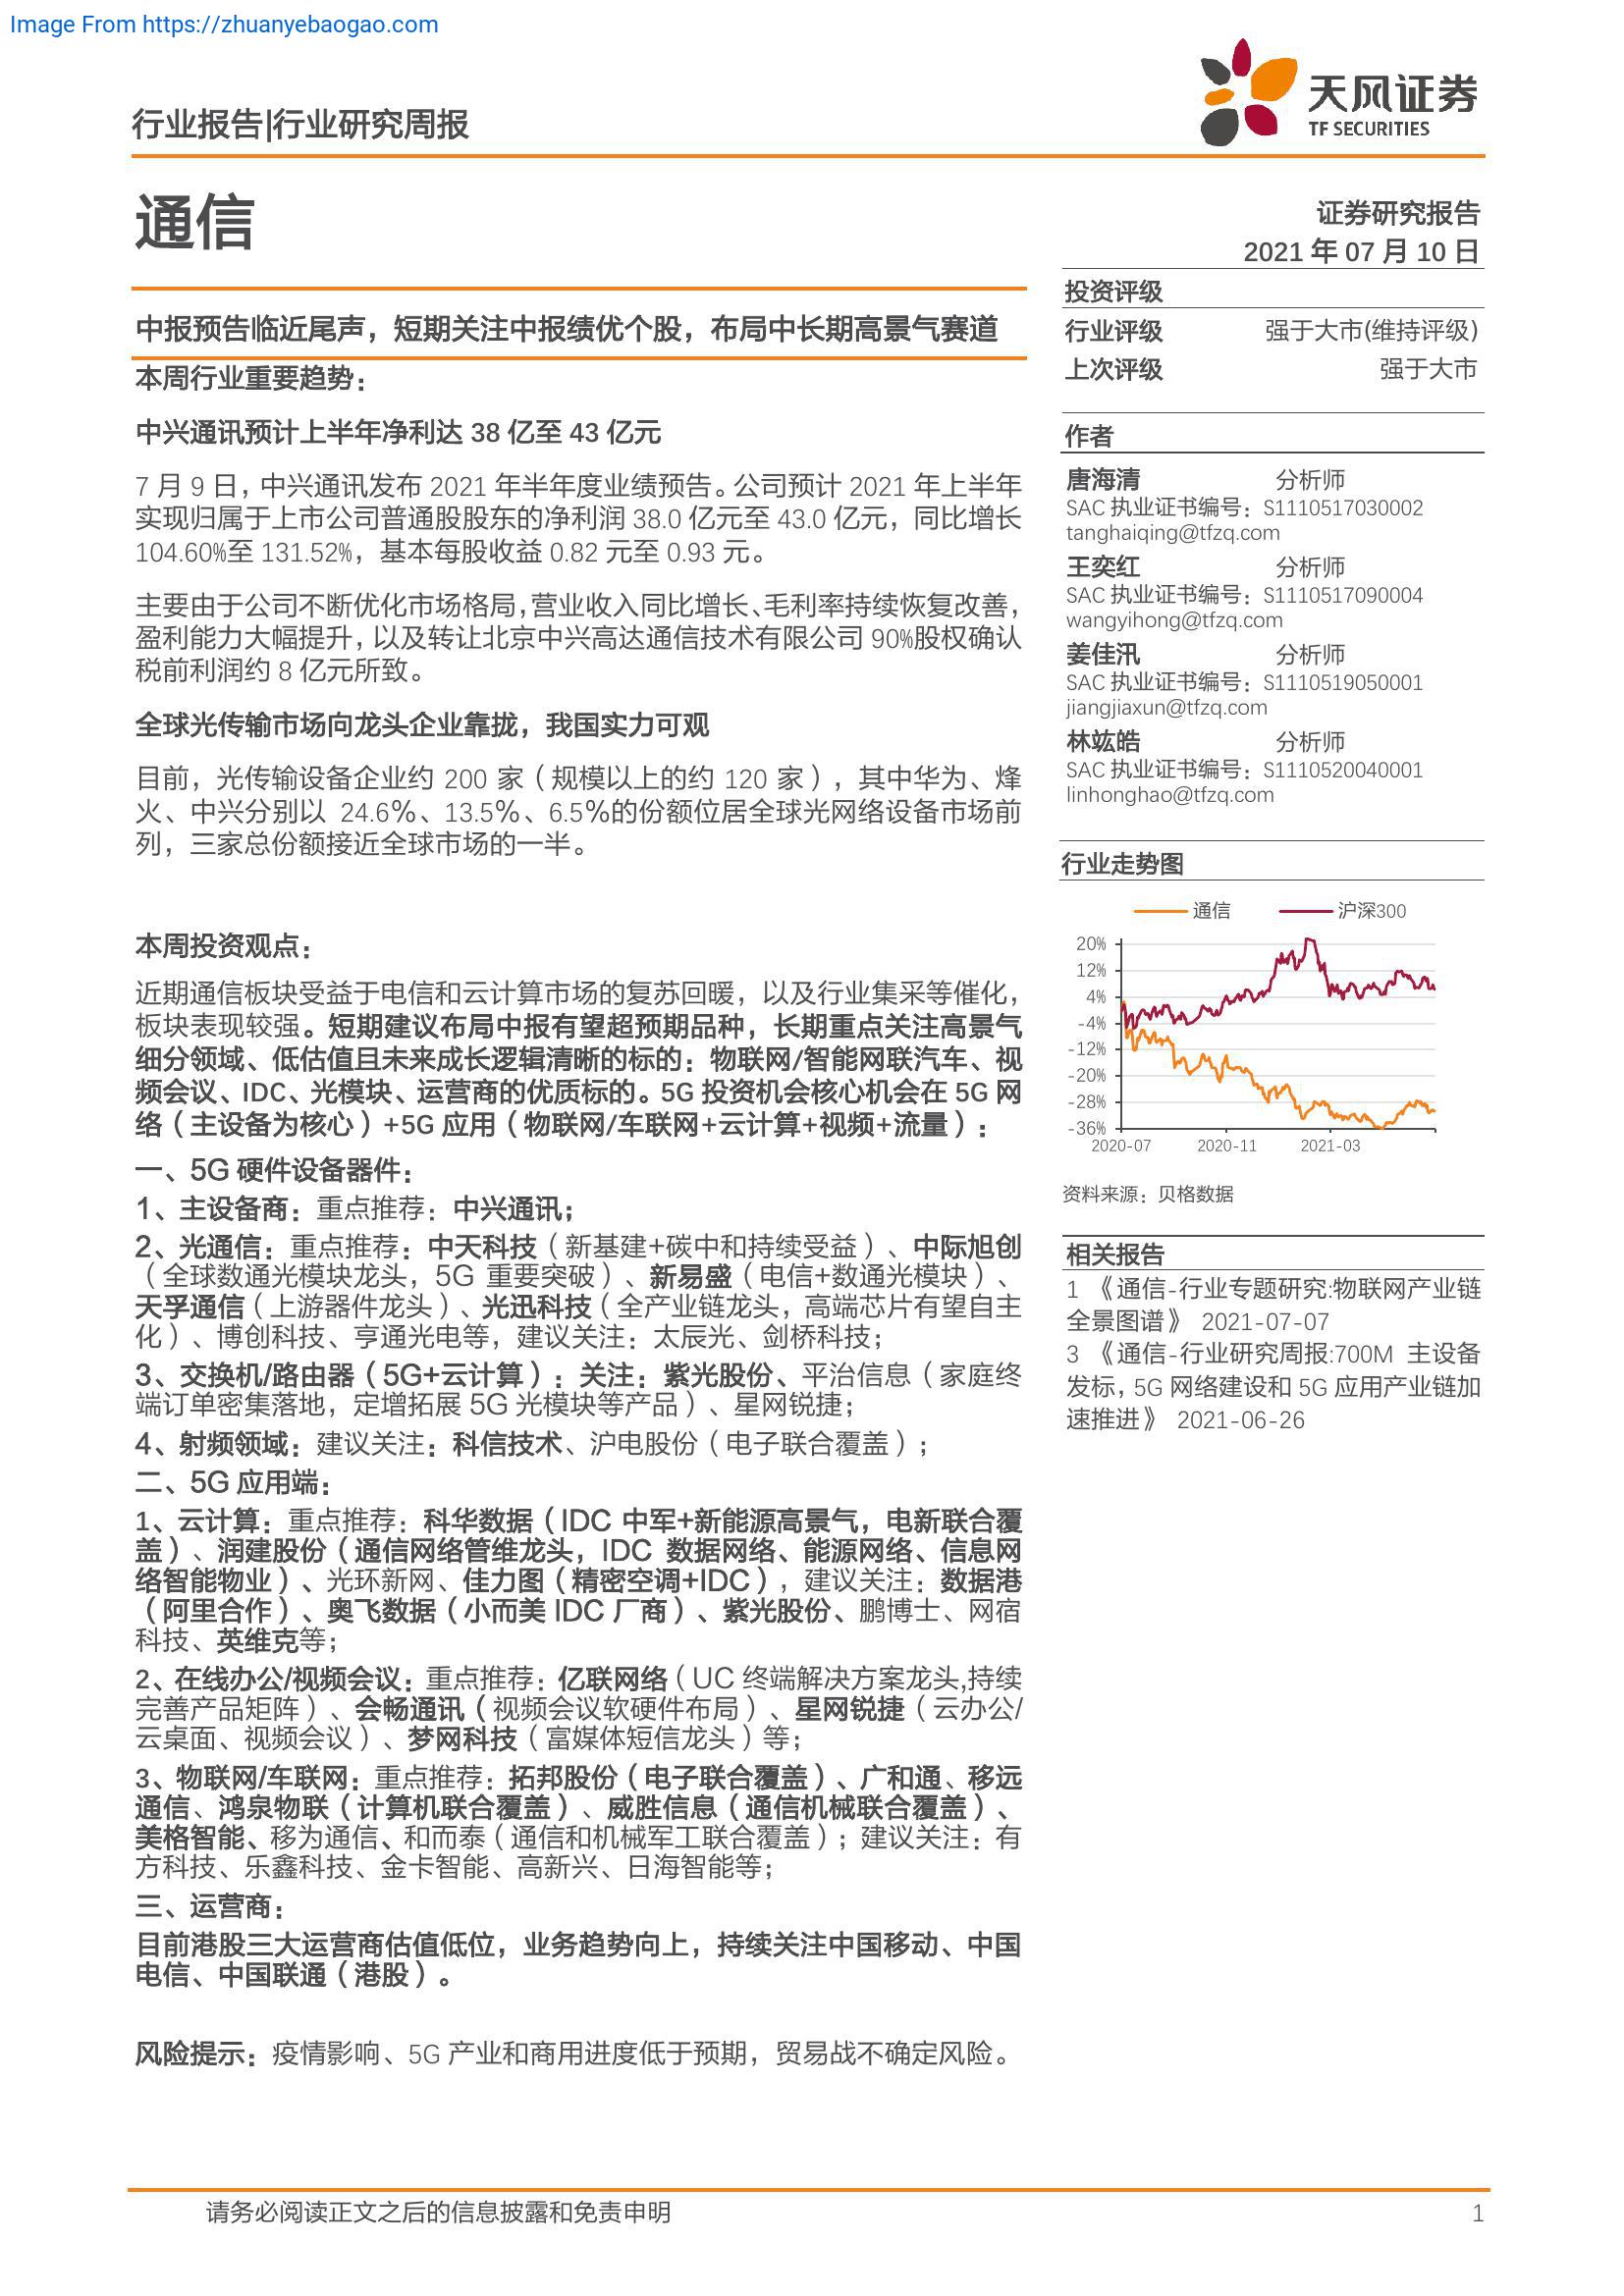 Image From https://zhuanyebaogao.com
行业报告|行业研究周报
天风证券
TF SECURITIES
通信
证券研究报告
2021 年 07 月 10 日
中报预告临近尾声，短期关注中报绩优个股，布局中长期高景气赛道
本周行业重要趋势：
中兴通讯预计上半年净利达 38 亿至 43 亿元
7 月 9 日，中兴通讯发布 2021 年半年度业绩预告。公司预计 2021 年上半年
实现归属于上市公司普通股股东的净利润 38.0 亿元至 43.0 亿元，同比增长
104.60%至 131.52%，基本每股收益 0.82 元至 0.93 元。
主要由于公司不断优化市场格局，营业收入同比增长、毛利率持续恢复改善，
盈利能力大幅提升，以及转让北京中兴高达通信技术有限公司 90%股权确认
税前利润约 8 亿元所致。
全球光传输市场向龙头企业靠拢，我国实力可观
目前，光传输设备企业约 200 家（规模以上的约 120 家），其中华为、烽
火、中兴分别以 24.6%、13.5%、6.5%的份额位居全球光网络设备市场前
列，三家总份额接近全球市场的一半。
本周投资观点：
近期通信板块受益于电信和云计算市场的复苏回暖，以及行业集采等催化，
板块表现较强。短期建议布局中报有望超预期品种，长期重点关注高景气
细分领域、低估值且未来成长逻辑清晰的标的：物联网/智能网联汽车、视
频会议、IDC、光模块、运营商的优质标的。5G 投资机会核心机会在 5G 网
络（主设备为核心）+5G 应用（物联网/车联网+云计算+视频+流量）：
一、5G 硬件设备器件：
1、主设备商：重点推荐：中兴通讯；
2、光通信：重点推荐：中天科技（新基建+碳中和持续受益）、中际旭创
（全球数通光模块龙头，5G 重要突破）、新易盛（电信+数通光模块）、
天孚通信（上游器件龙头）、光迅科技（全产业链龙头，高端芯片有望自主
化）、博创科技、亨通光电等，建议关注：太辰光、剑桥科技；
3、交换机/路由器（5G+云计算）：关注：紫光股份、平治信息（家庭终
端订单密集落地，定增拓展 5G 光模块等产品）、星网锐捷；
4、射频领域：建议关注：科信技术、沪电股份（电子联合覆盖）；
二、5G 应用端：
1、云计算：重点推荐：科华数据（IDC 中军+新能源高景气，电新联合覆
盖）、润建股份（通信网络管维龙头，IDC 数据网络、能源网络、信息网
络智能物业）、光环新网、佳力图（精密空调+IDC），建议关注：数据港
（阿里合作）、奥飞数据（小而美 IDC 厂商）、紫光股份、鹏博士、网宿
科技、英维克等；
2、在线办公/视频会议：重点推荐：亿联网络（UC 终端解决方案龙头,持续
完善产品矩阵）、会畅通讯（视频会议软硬件布局）、星网锐捷（云办公/
云桌面、视频会议）、梦网科技（富媒体短信龙头）等；
3、物联网/车联网：重点推荐：拓邦股份（电子联合覆盖）、广和通、移远
通信、鸿泉物联（计算机联合覆盖）、威胜信息（通信机械联合覆盖）、
美格智能、移为通信、和而泰（通信和机械军工联合覆盖）；建议关注：有
方科技、乐鑫科技、金卡智能、高新兴、日海智能等；
三、运营商：
目前港股三大运营商估值低位，业务趋势向上，持续关注中国移动、中国
电信、中国联通（港股）。
风险提示：疫情影响、5G 产业和商用进度低于预期，贸易战不确定风险。
投资评级
行业评级 强于大市(维持评级)
上次评级 强于大市
作者
唐海清 分析师
SAC 执业证书编号：S1110517030002
tanghaiqing@tfzq.com
王奕红 分析师
SAC 执业证书编号：S1110517090004
wangyihong@tfzq.com
姜佳汛 分析师
SAC 执业证书编号：S1110519050001
jiangjiaxun@tfzq.com
林竑皓 分析师
SAC 执业证书编号：S1110520040001
linhonghao@tfzq.com
行业走势图
通信 沪深300
20%
12%
4%
-4%
-12%
-20%
-28%
-36%
2020-07 2020-11 2021-03
资料来源：贝格数据
相关报告
1 《通信-行业专题研究:物联网产业链
全景图谱》 2021-07-07
3 《通信-行业研究周报:700M 主设备
发标，5G 网络建设和 5G 应用产业链加
速推进》 2021-06-26
请务必阅读正文之后的信息披露和免责申明 1